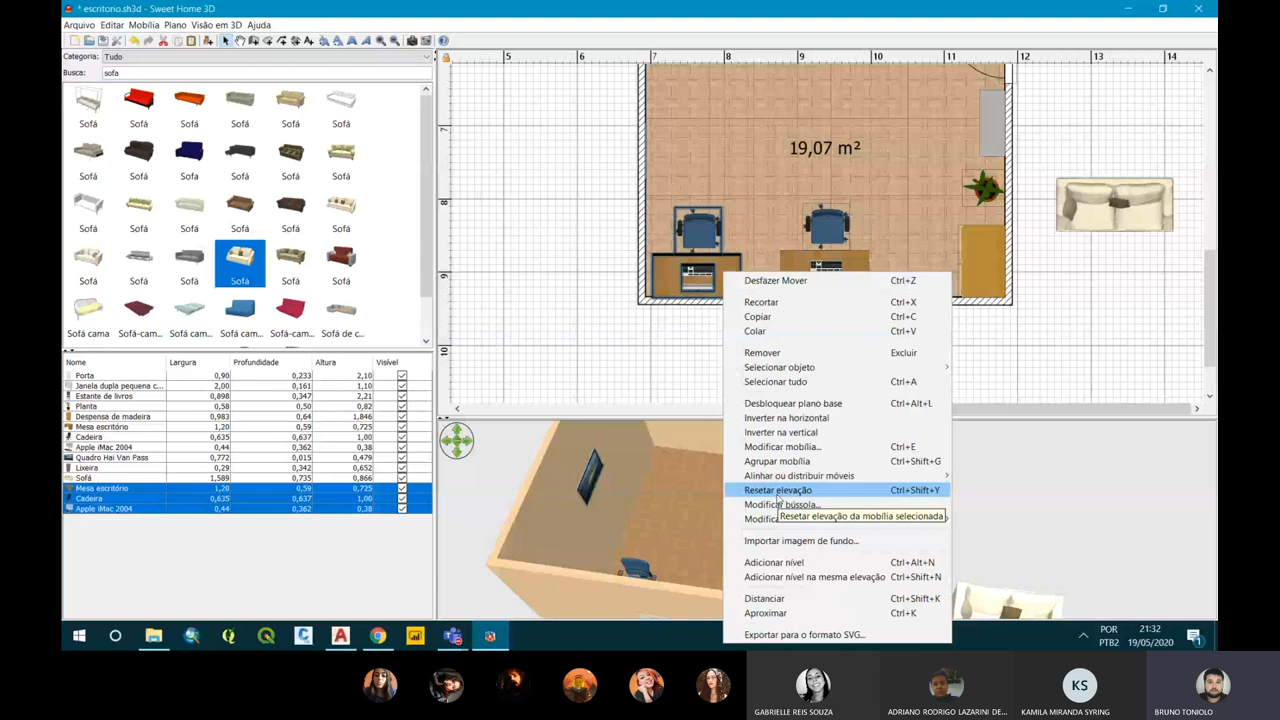 * escritorio.sh3d - Sweet Home 3D
Arquivo Editar Mobília Plano Visão em 3D Ajuda
Categoria: Tudo
Busca: sofa
Sofá Sofá Sofá Sofá Sofá Sofá
Sofá Sofá Sofá Sofá Sofá Sofá
Sofá Sofá Sofá Sofá Sofá Sofá
Sofá Sofá Sofá Sofá Sofá Sofá
Sofá cama Sofá-cam... Sofá cam... Sofá cam... Sofá-cam... Sofá de c...
Nome Largura Profundidade Altura Visível
Porta 0,90 0,233 2,10
Janela dupla pequena c... 2,00 0,161 1,10
Estante de livros 0,898 0,347 2,21
Planta 0,58 0,50 0,82
Despensa de madeira 0,983 0,64 1,846
Mesa escritório 1,20 0,59 0,725
Cadeira 0,635 0,637 1,00
Apple iMac 2004 0,44 0,362 0,38
Quadro Hai Van Pass 0,479 0,035 0,648
Lixeira 0,29 0,342 0,652
Sofá 1,589 0,735 0,866
Mesa escritório 1,20 0,59 0,725
Cadeira 0,635 0,637 1,00
Apple iMac 2004 0,44 0,362 0,38
5 6 7 8 9 10 11 12 13 14
7
8
9
10
19,07 m²
Desfazer Mover Ctrl+Z
Recortar Ctrl+X
Copiar Ctrl+C
Colar Ctrl+V
Remover Excluir
Selecionar objeto
Selecionar tudo Ctrl+A
Desbloquear plano base Ctrl+Alt+L
Inverter na horizontal
Inverter na vertical
Modificar mobília... Ctrl+E
Agrupar mobília Ctrl+Shift+G
Alinhar ou distribuir móveis
Resetar elevação Ctrl+Shift+Y
Modificar bússola...
Modifica
Resetar elevação da mobília selecionada
Importar imagem de fundo...
Adicionar nível Ctrl+Alt+N
Adicionar nível na mesma elevação Ctrl+Shift+N
Distanciar Ctrl+Shift+K
Aproximar Ctrl+K
Exportar para o formato SVG...
POR
PTB2
21:32
19/05/2020
1
KS
GABRIELLE REIS SOUZA
ADRIANO RODRIGO LAZARINI DE...
KAMILA MIRANDA SYRING
BRUNO TONIOLO